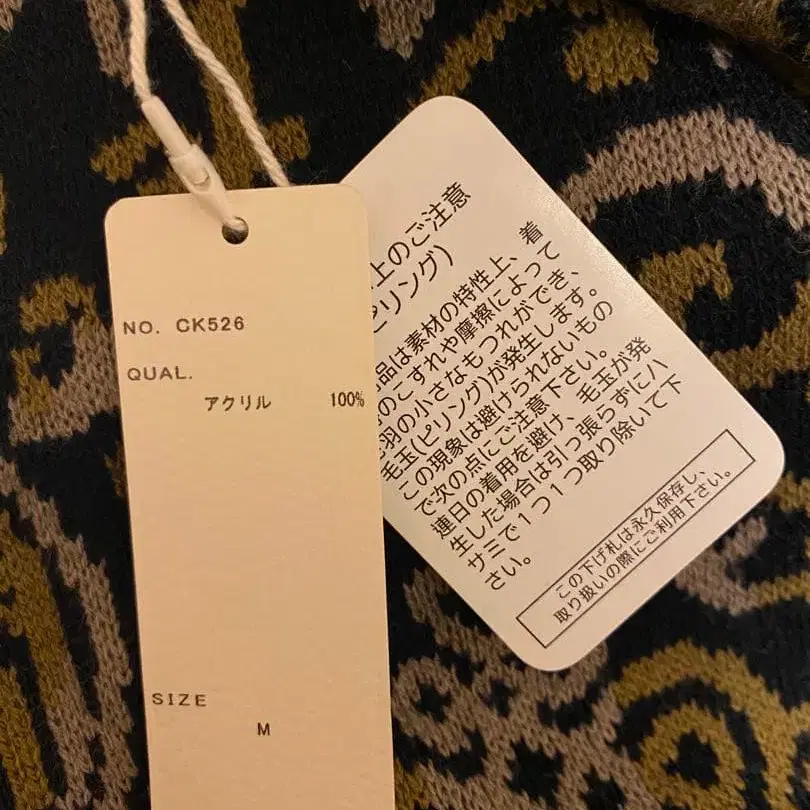 NO. CK526
QUAL.
アクリル 100%
SIZE
M
上のご注意
ピリング)
品は素材の特性上、着
のこすれや摩擦によって
羽の小さなもつれができ、
毛玉(ピリング)が発生します。
この現象は避けられないもの
で次の点にご注意下さい。
連日の着用を避け、毛玉が発
生した場合は引っ張らずにハ
サミで1つ1つ取り除いて下
さい。
この下げ札は永久保存し、
取り扱いの際にご利用下さい。